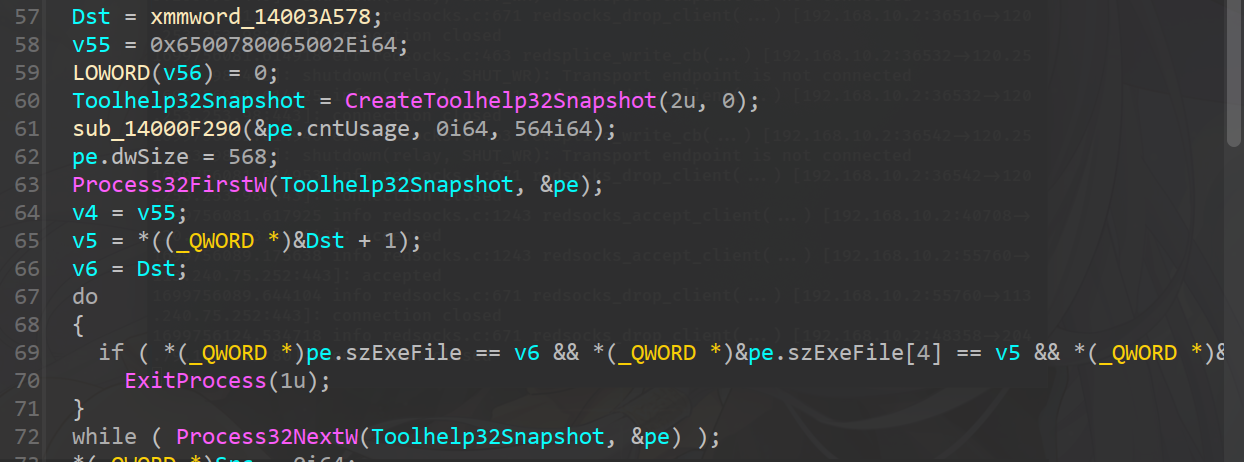 57 Dst = xmmword_14003A578;
58 v55 = 0x6500780065002Ei64;
59 LOWORD(v56) = 0;
60 Toolhelp32Snapshot = CreateToolhelp32Snapshot(2u, 0);
61 sub_14000F290(&pe.cntUsage, 0i64, 564i64);
62 pe.dwSize = 568;
63 Process32FirstW(Toolhelp32Snapshot, &pe);
64 v4 = v55;
65 v5 = *((_QWORD *)&Dst + 1);
66 v6 = Dst;
67 do
68 {
69 if ( *(_QWORD *)pe.szExeFile == v6 && *(_QWORD *)&pe.szExeFile[4] == v5 && *(_QWORD *)&
70 ExitProcess(1u);
71 }
72 while ( Process32NextW(Toolhelp32Snapshot, &pe) );